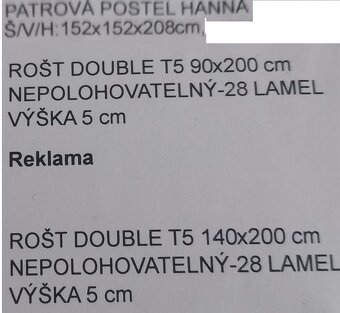 PATROVÁ POSTEL HANNA
Š/V/H: 152x152x208cm,
ROŠT DOUBLE T5 90x200 cm
NEPOLOHOVATELNÝ-28 LAMEL
VÝŠKA 5 cm
Reklama
ROŠT DOUBLE T5 140x200 cm
NEPOLOHOVATELNÝ-28 LAMEL
VÝŠKA 5 cm